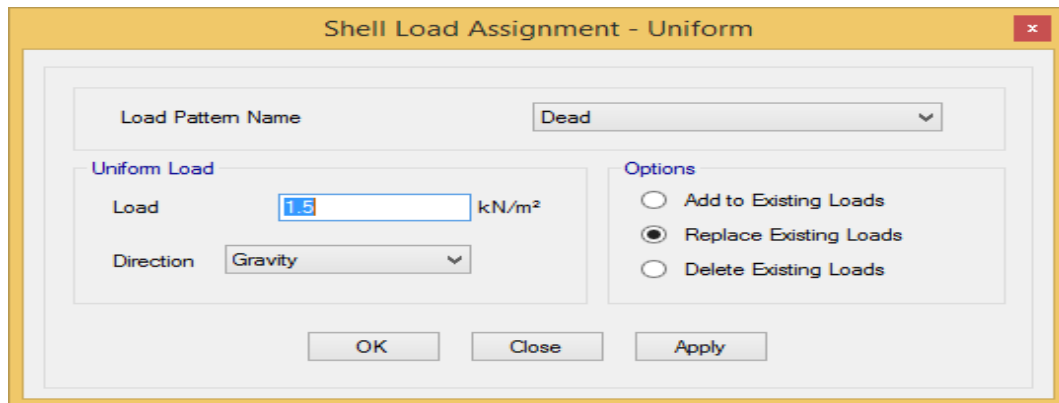 Shell Load Assignment - Uniform
x
Load Pattern Name
Dead
Uniform Load
Load
1.5
kN/m²
Direction
Gravity
Options
Add to Existing Loads
Replace Existing Loads
Delete Existing Loads
OK
Close
Apply